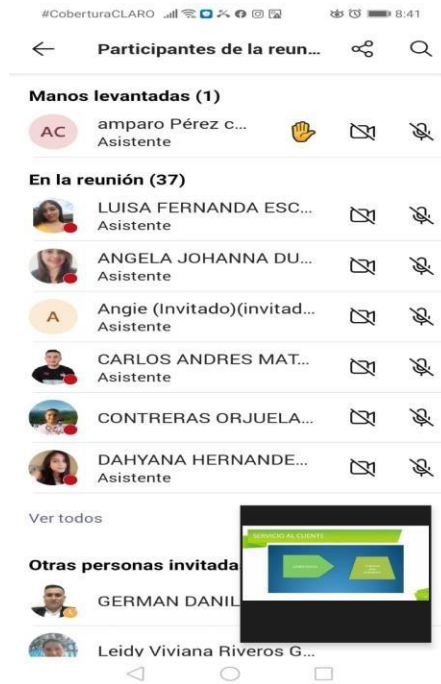 #CoberturaCLARO 8:41
Participantes de la reun...
Manos levantadas (1)
AC amparo Pérez c...
Asistente
En la reunión (37)
LUISA FERNANDA ESC...
Asistente
ANGELA JOHANNA DU...
Asistente
A Angie (Invitado)(invitad...
Asistente
CARLOS ANDRES MAT...
Asistente
CONTRERAS ORJUELA...
DAHYANA HERNANDE...
Asistente
Ver todos
SERVICIO AL CLIENTE
Otras personas invitada
GERMAN DANIL
Leidy Viviana Riveros G...